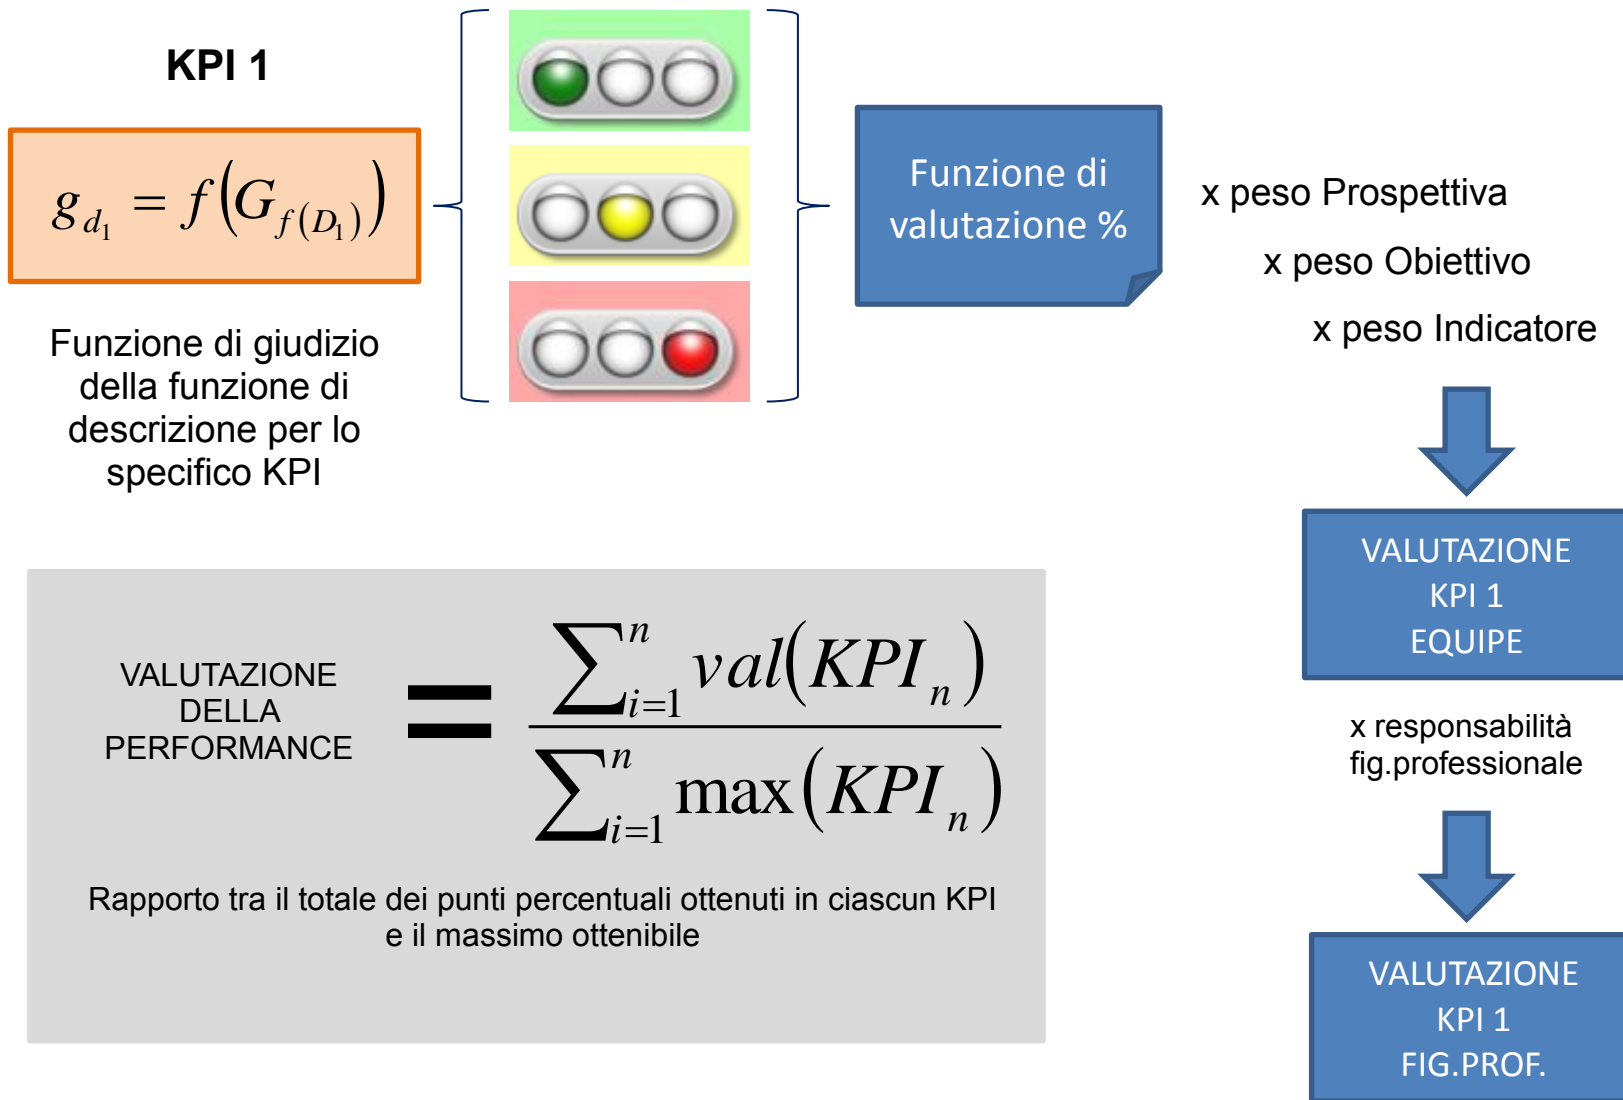 KPI 1
g_{d_1} = f(G_{f(D_1)})
Funzione di giudizio
della funzione di
descrizione per lo
specifico KPI
Funzione di
valutazione %
x peso Prospettiva
x peso Obiettivo
x peso Indicatore
VALUTAZIONE
KPI 1
EQUIPE
x responsabilità
fig.professionale
VALUTAZIONE
KPI 1
FIG.PROF.
VALUTAZIONE
DELLA
PERFORMANCE
=
∑_{i=1}^{n} val(KPI_n)
∑_{i=1}^{n} max(KPI_n)
Rapporto tra il totale dei punti percentuali ottenuti in ciascun KPI
e il massimo ottenibile